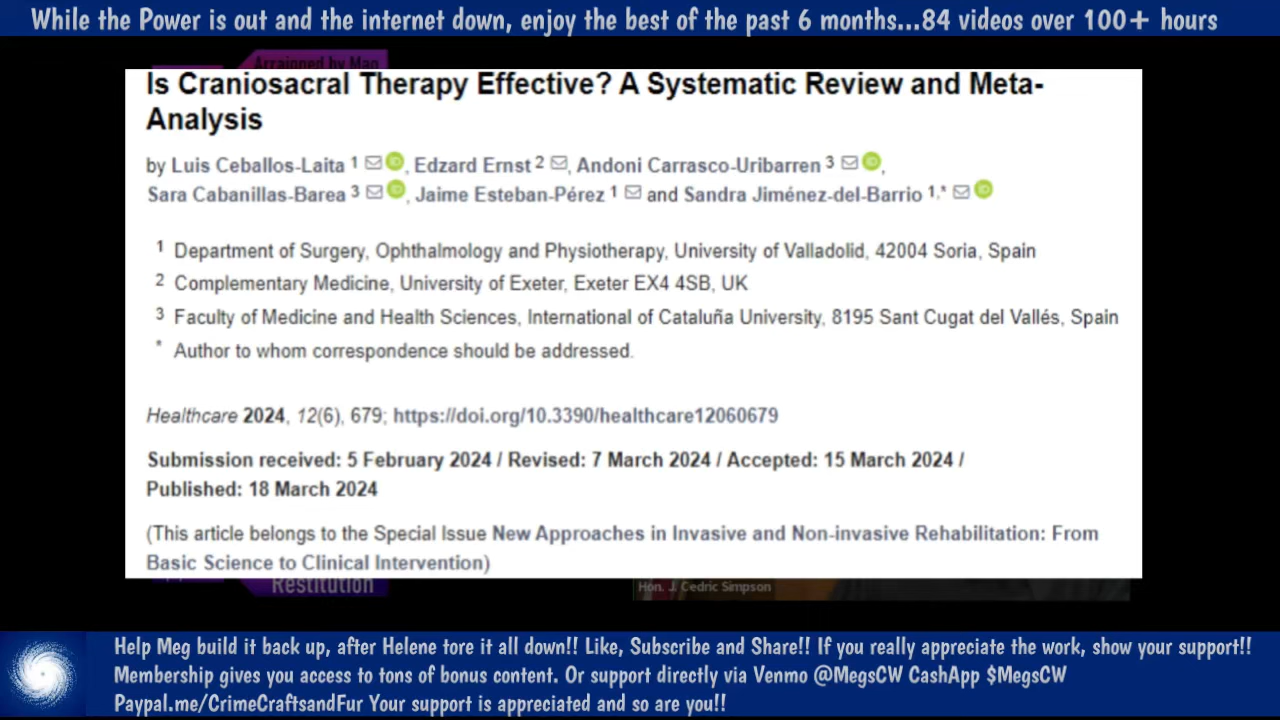 While the Power is out and the internet down, enjoy the best of the past 6 months...84 videos over 100+ hours
Arraigned by Mag
Is Craniosacral Therapy Effective? A Systematic Review and Meta-
Analysis
by Luis Ceballos-Laita 1 iD, Edzard Ernst 2, Andoni Carrasco-Uribarren 3 iD,
Sara Cabanillas-Barea 3 iD, Jaime Esteban-Pérez 1 and Sandra Jiménez-del-Barrio 1,* iD
1 Department of Surgery, Ophthalmology and Physiotherapy, University of Valladolid, 42004 Soria, Spain
2 Complementary Medicine, University of Exeter, Exeter EX4 4SB, UK
3 Faculty of Medicine and Health Sciences, International of Cataluña University, 8195 Sant Cugat del Vallés, Spain
* Author to whom correspondence should be addressed.
Healthcare 2024, 12(6), 679; https://doi.org/10.3390/healthcare12060679
Submission received: 5 February 2024 / Revised: 7 March 2024 / Accepted: 15 March 2024 /
Published: 18 March 2024
(This article belongs to the Special Issue New Approaches in Invasive and Non-invasive Rehabilitation: From
Basic Science to Clinical Intervention)
Restitution
Hon. J. Cedric Simpson
Help Meg build it back up, after Helene tore it all down!! Like, Subscribe and Share!! If you really appreciate the work, show your support!!
Membership gives you access to tons of bonus content. Or support directly via Venmo @MegsCW CashApp $MegsCW
Paypal.me/CrimeCraftsandFur Your support is appreciated and so are you!!